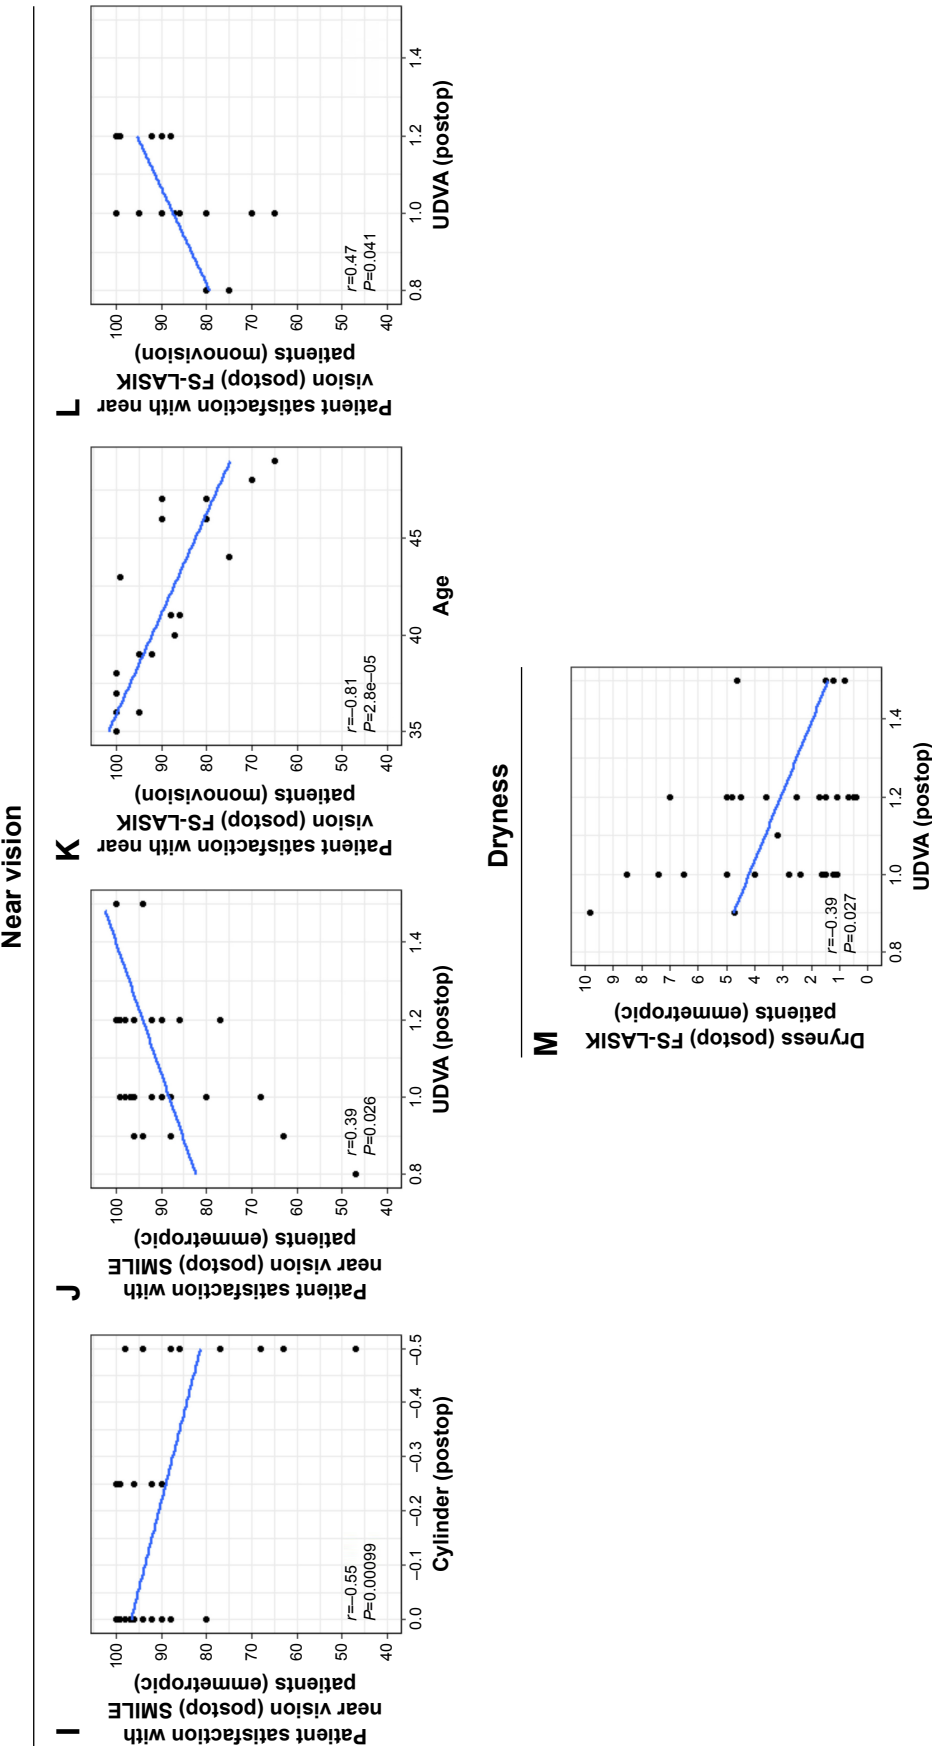 Near vision
I
Patient satisfaction with
near vision (postop) SMILE
patients (emmetropic)
100
90
80
70
60
50
40
r=–0.55
P=0.00099
0.0
–0.1
–0.2
–0.3
–0.4
–0.5
Cylinder (postop)
J
Patient satisfaction with
near vision (postop) SMILE
patients (emmetropic)
100
90
80
70
60
50
40
r=0.39
P=0.026
0.8
1.0
1.2
1.4
UDVA (postop)
K
Patient satisfaction with near
vision (postop) FS-LASIK
patients (monovision)
100
90
80
70
60
50
40
r=–0.81
P=2.8e–05
35
40
45
Age
L
Patient satisfaction with near
vision (postop) FS-LASIK
patients (monovision)
100
90
80
70
60
50
40
r=0.47
P=0.041
0.8
1.0
1.2
1.4
UDVA (postop)
Dryness
M
Dryness (postop) FS-LASIK
patients (emmetropic)
10
9
8
7
6
5
4
3
2
1
0
r=–0.39
P=0.027
0.8
1.0
1.2
1.4
UDVA (postop)